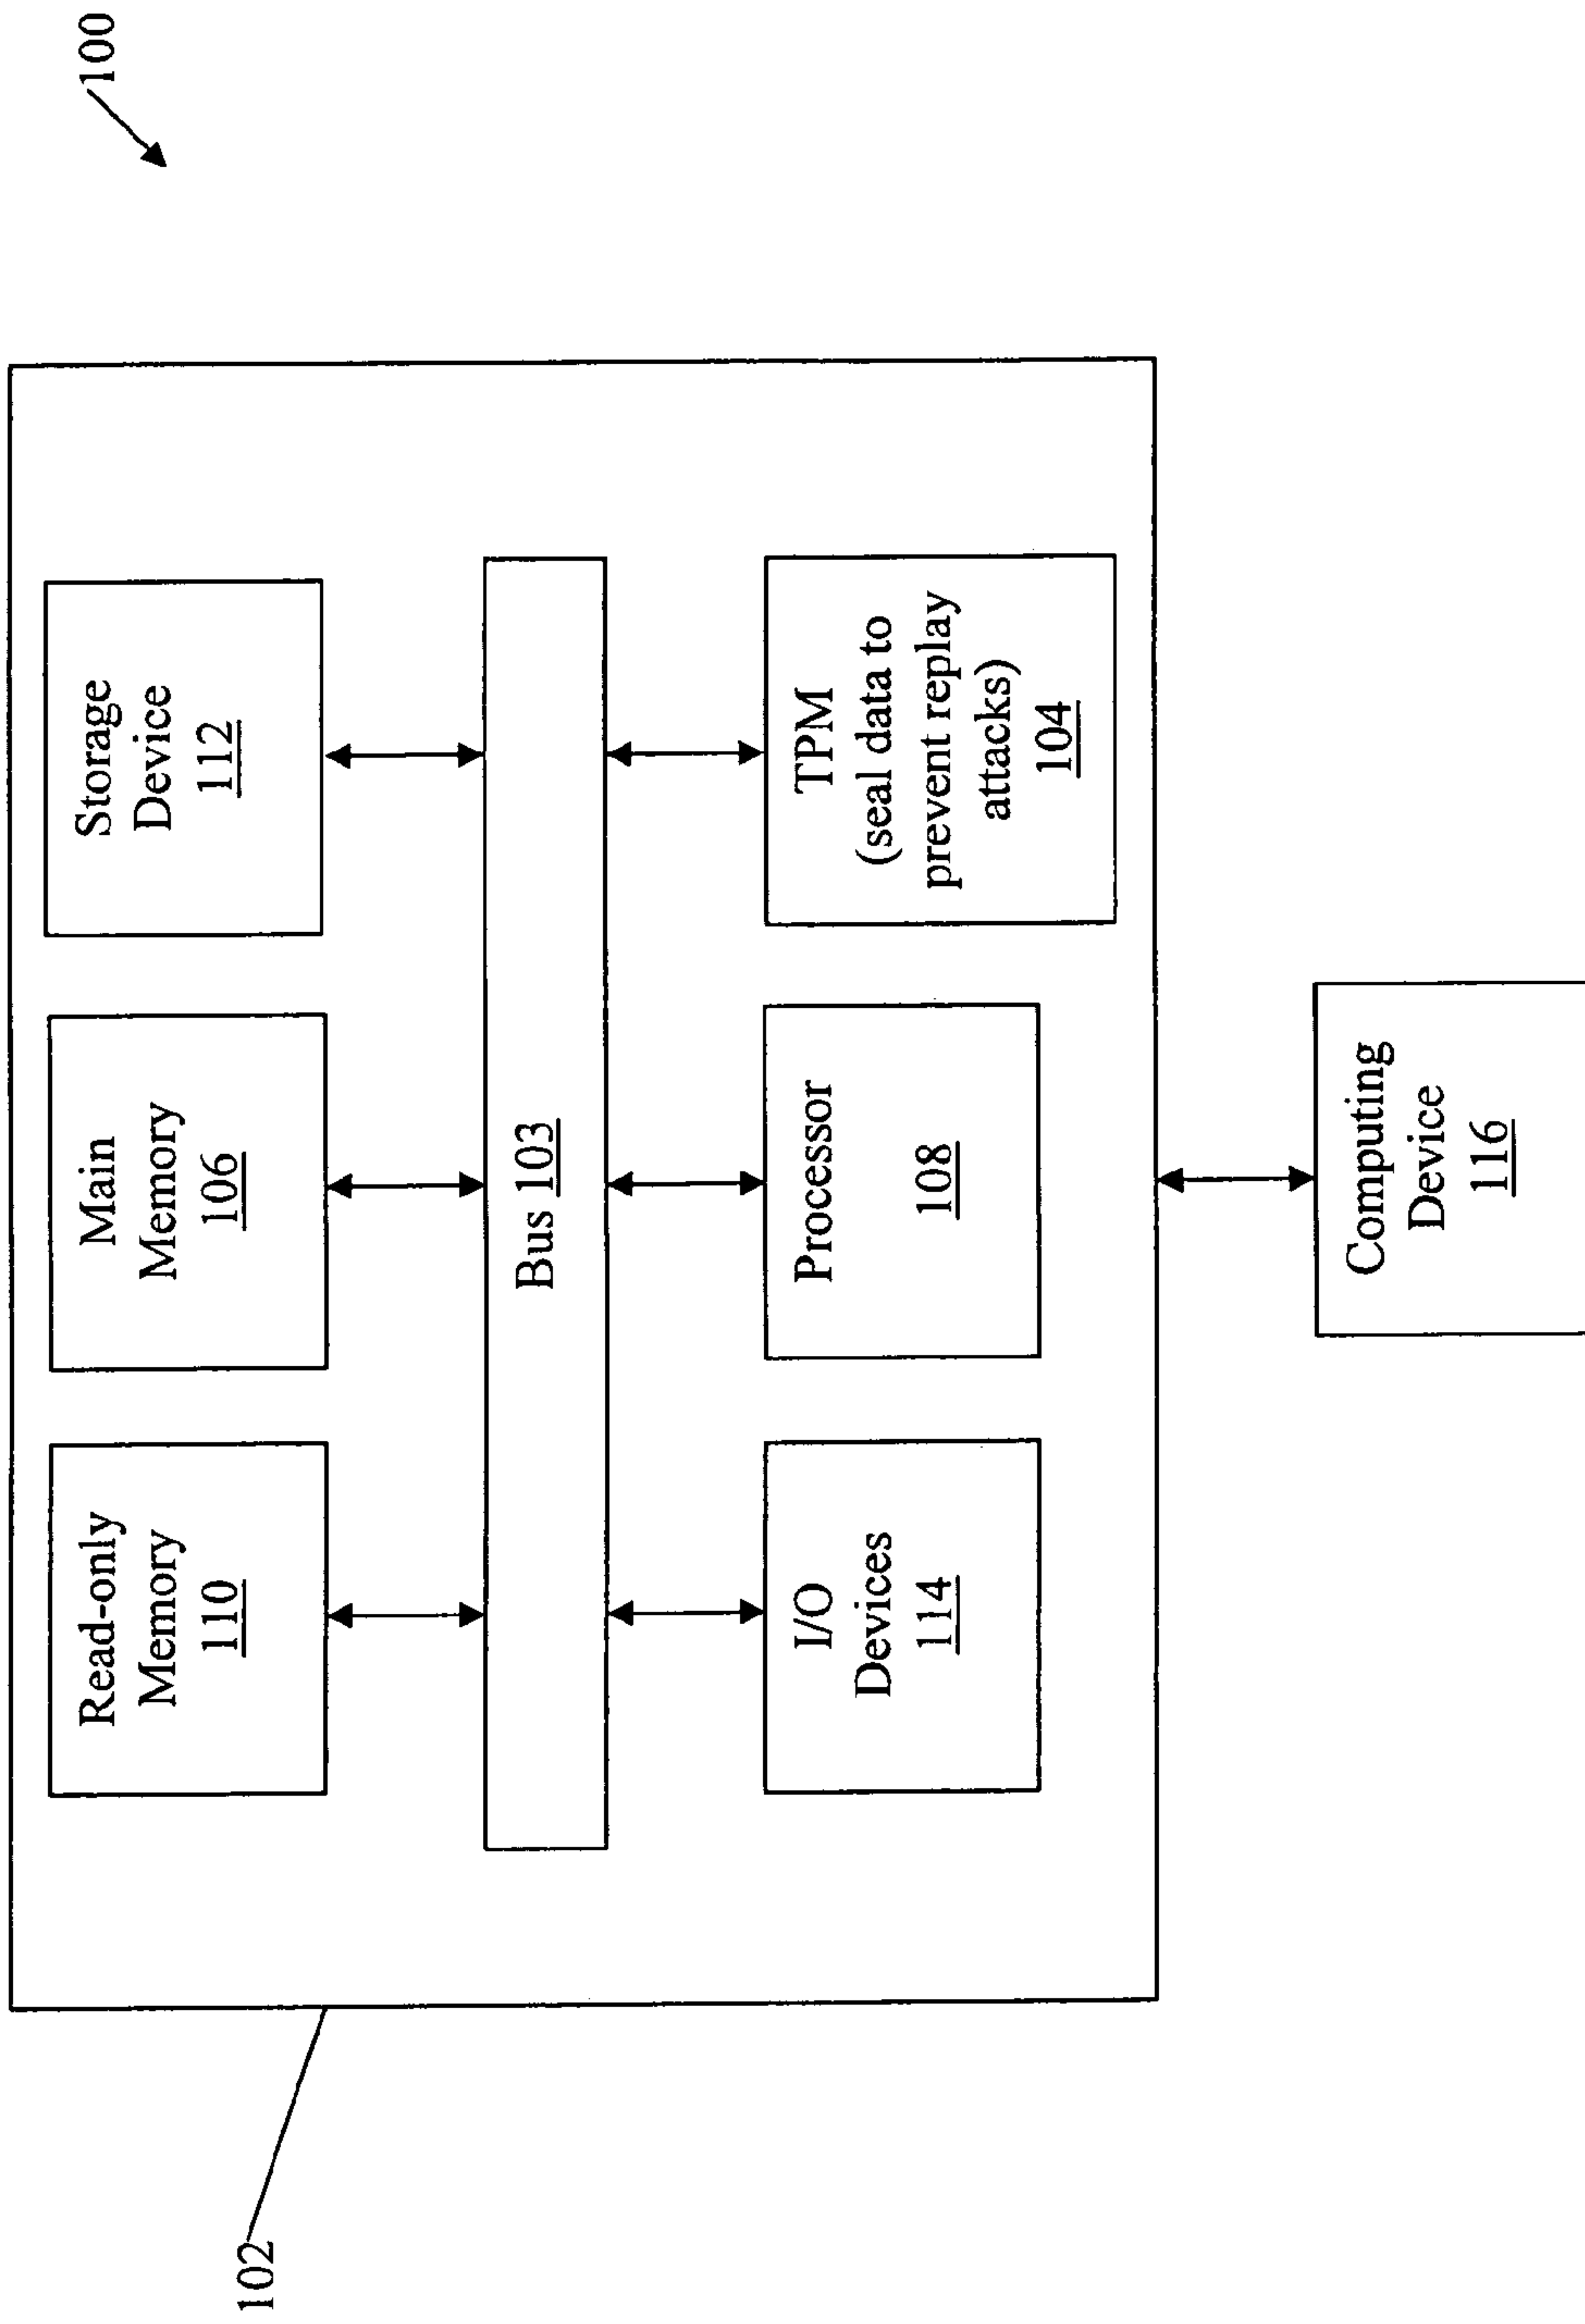 100
102
Read-only
Memory
110
Main
Memory
106
Storage
Device
112
Bus 103
I/O
Devices
114
Processor
108
TPM
(seal data to
prevent replay
attacks)
104
Computing
Device
116